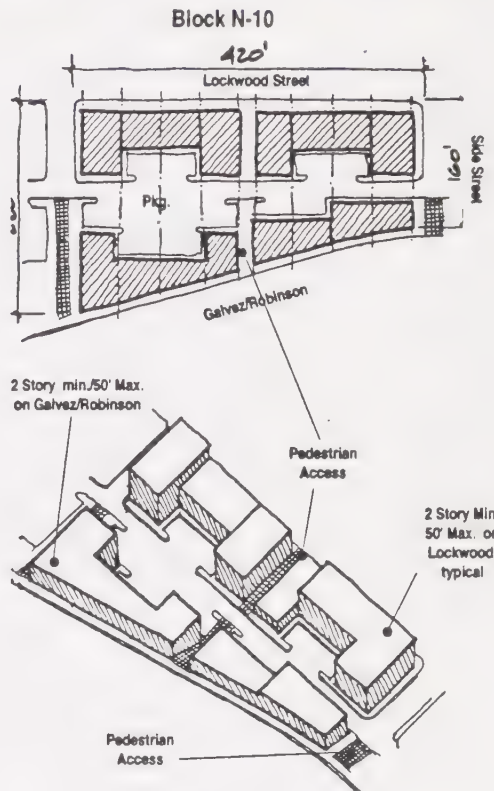 Block N-10
420'
Lockwood Street
160'
Side Street
Pkg.
Galvez/Robinson
2 Story min./50' Max.
on Galvez/Robinson
Pedestrian
Access
2 Story Min
50' Max. o
Lockwood
typical
Pedestrian
Access